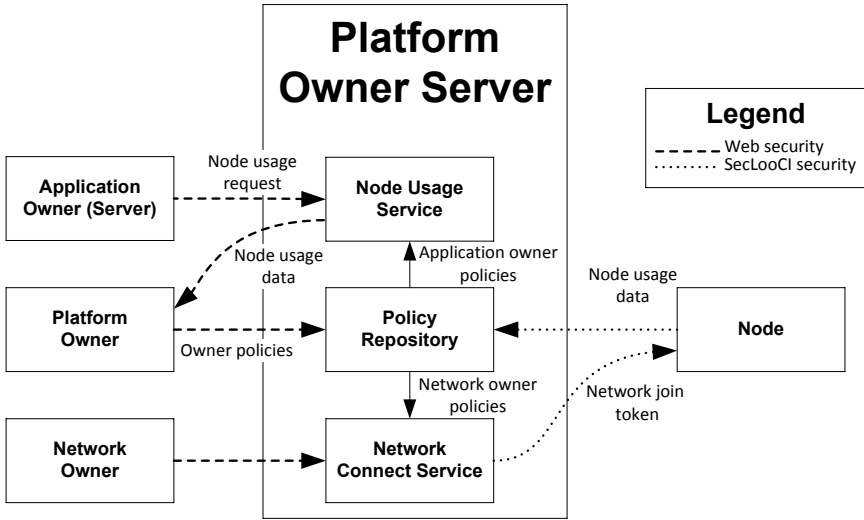 Platform
Owner Server
Legend
Web security
SecLooCI security
Application
Owner (Server)
Node usage
request
Node Usage
Service
Node usage
data
Application owner
policies
Node usage
data
Platform
Owner
Owner policies
Policy
Repository
Node
Network owner
policies
Network join
token
Network
Owner
Network
Connect Service